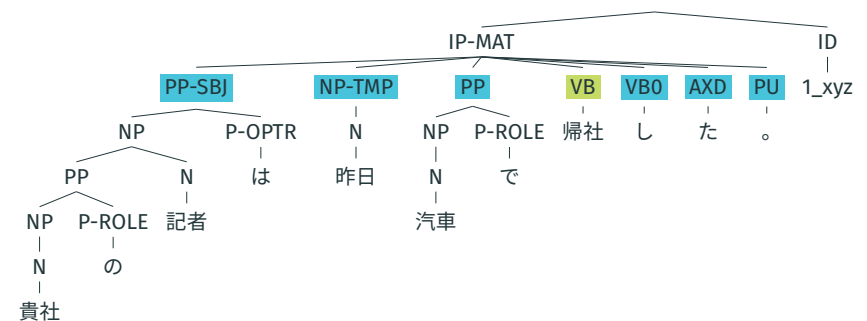 IP-MAT ID
PP-SBJ NP-TMP PP VB VB0 AXD PU 1_xyz
NP P-OPTR N NP P-ROLE 帰社 し た 。
PP N は 昨日 N で
NP P-ROLE 記者 汽車
N の
貴社